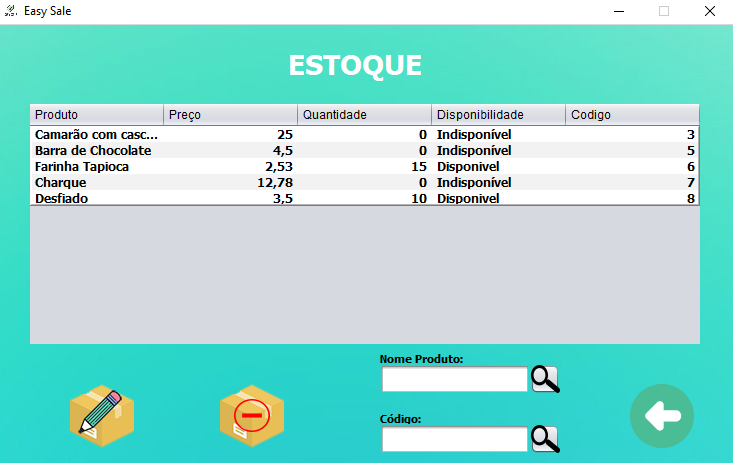 Easy Sale
ESTOQUE
Produto Preço Quantidade Disponibilidade Codigo
Camarão com casc... 25 0 Indisponível 3
Barra de Chocolate 4,5 0 Indisponível 5
Farinha Tapioca 2,53 15 Disponivel 6
Charque 12,78 0 Indisponível 7
Desfiado 3,5 10 Disponivel 8
Nome Produto:
Código: